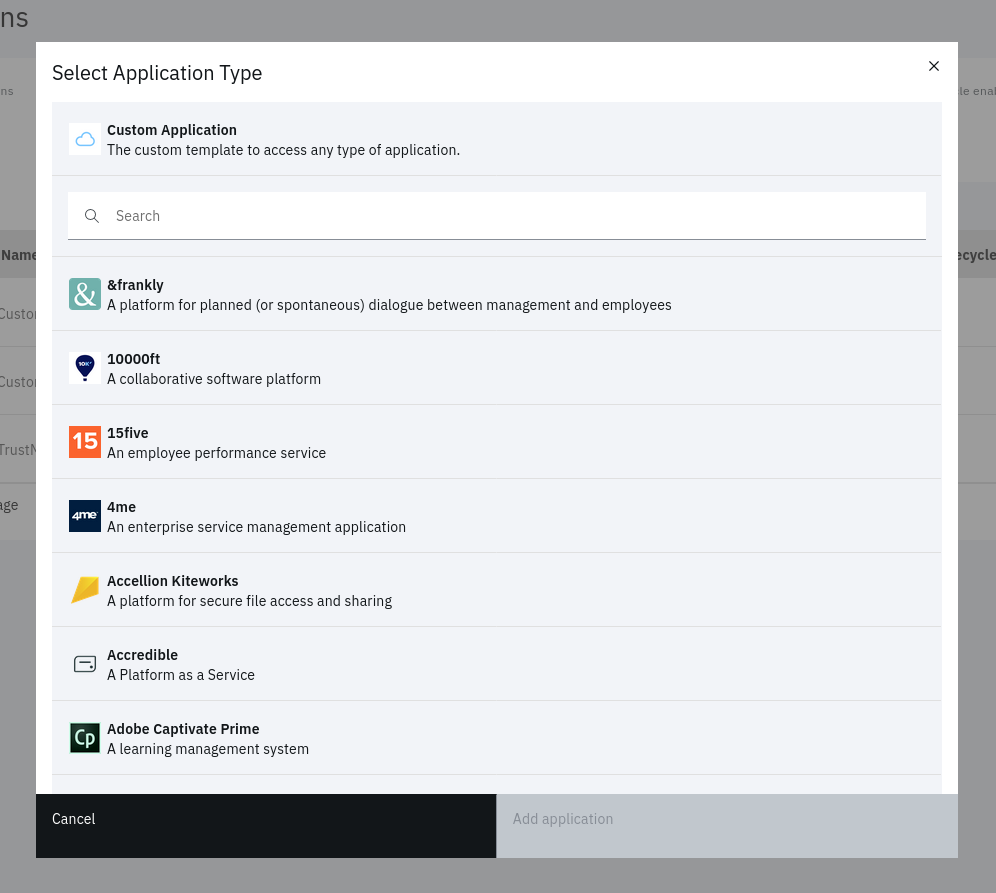 ns
Select Application Type
ns
le enal
Custom Application
The custom template to access any type of application.
Search
Name
ecycle
&
&frankly
A platform for planned (or spontaneous) dialogue between management and employees
Custo
10000ft
A collaborative software platform
Custo
15
15five
An employee performance service
TrustN
4me
4me
An enterprise service management application
age
Accellion Kiteworks
A platform for secure file access and sharing
Accredible
A Platform as a Service
Cp
Adobe Captivate Prime
A learning management system
Cancel
Add application